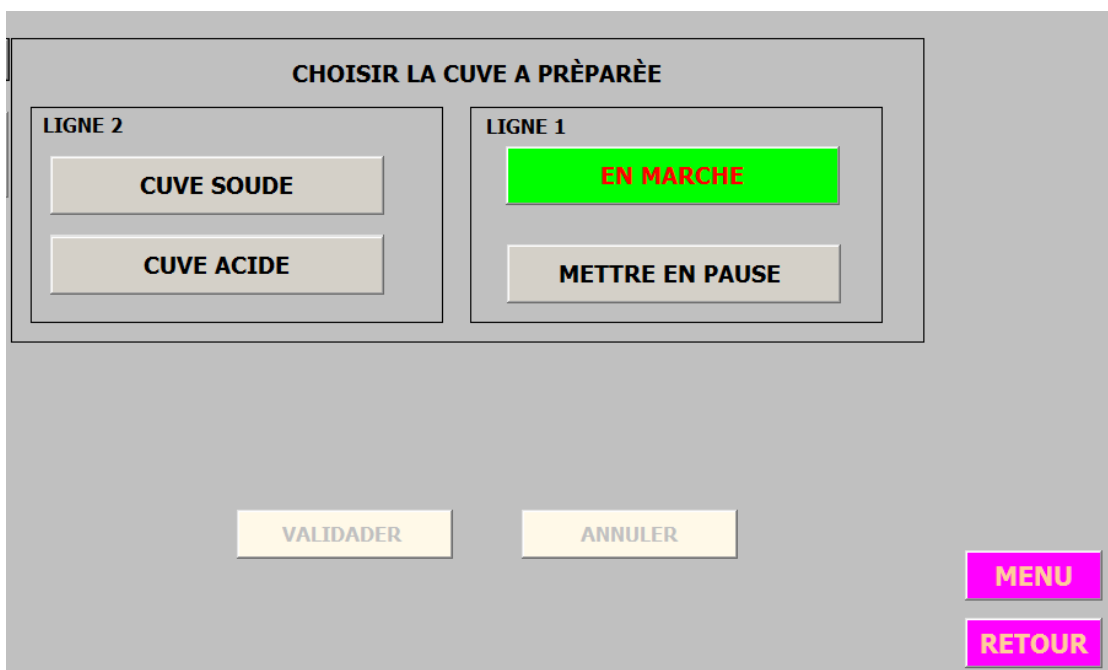 CHOISIR LA CUVE A PRÈPARÈE
LIGNE 2
CUVE SOUDE
CUVE ACIDE
LIGNE 1
EN MARCHE
METTRE EN PAUSE
VALIDADER
ANNULER
MENU
RETOUR